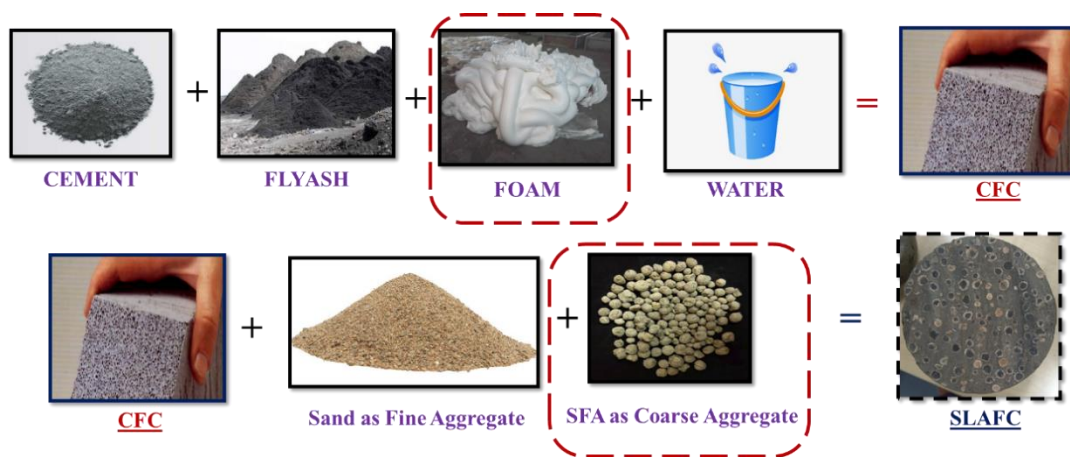 CEMENT + FLYASH + FOAM + WATER = CFC
CFC + Sand as Fine Aggregate + SFA as Coarse Aggregate = SLAFC